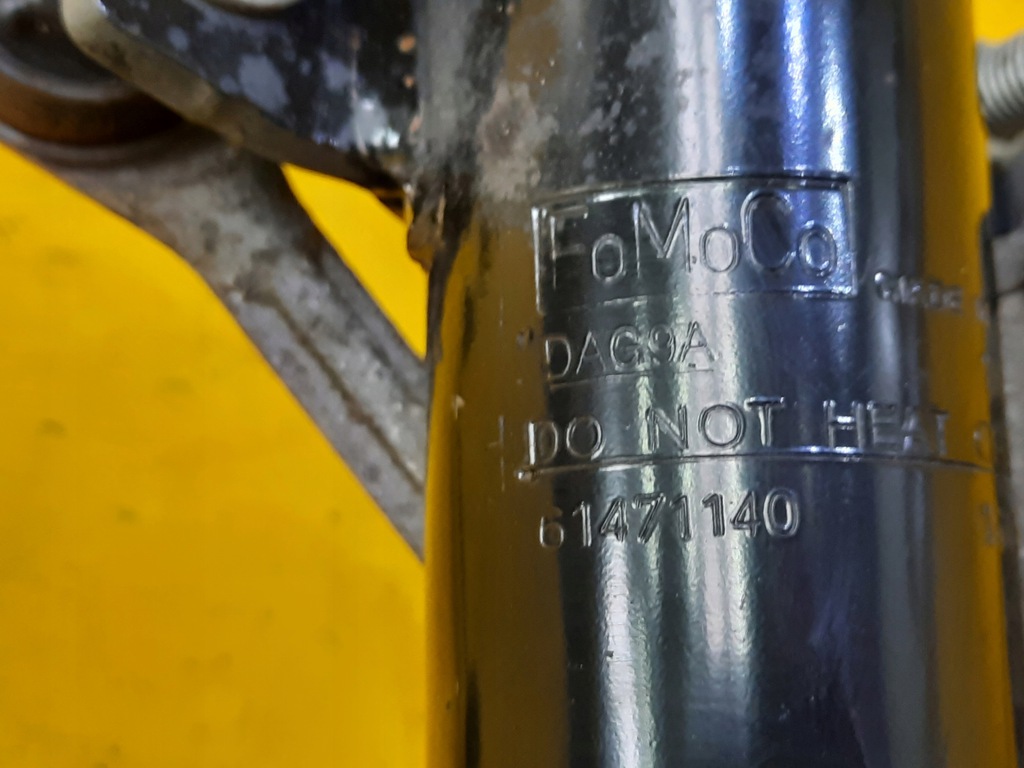 FoMoCo
DAG9A
DO NOT HEAT
61471140